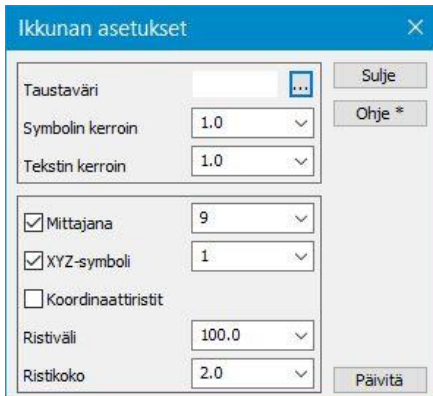 Ikkunan asetukset
Taustaväri ... Sulje
Symbolin kerroin 1.0 Ohje *
Tekstin kerroin 1.0
Mittajana 9
XYZ-symboli 1
Koordinaattiristit
Ristiväli 100.0
Ristikoko 2.0 Päivitä